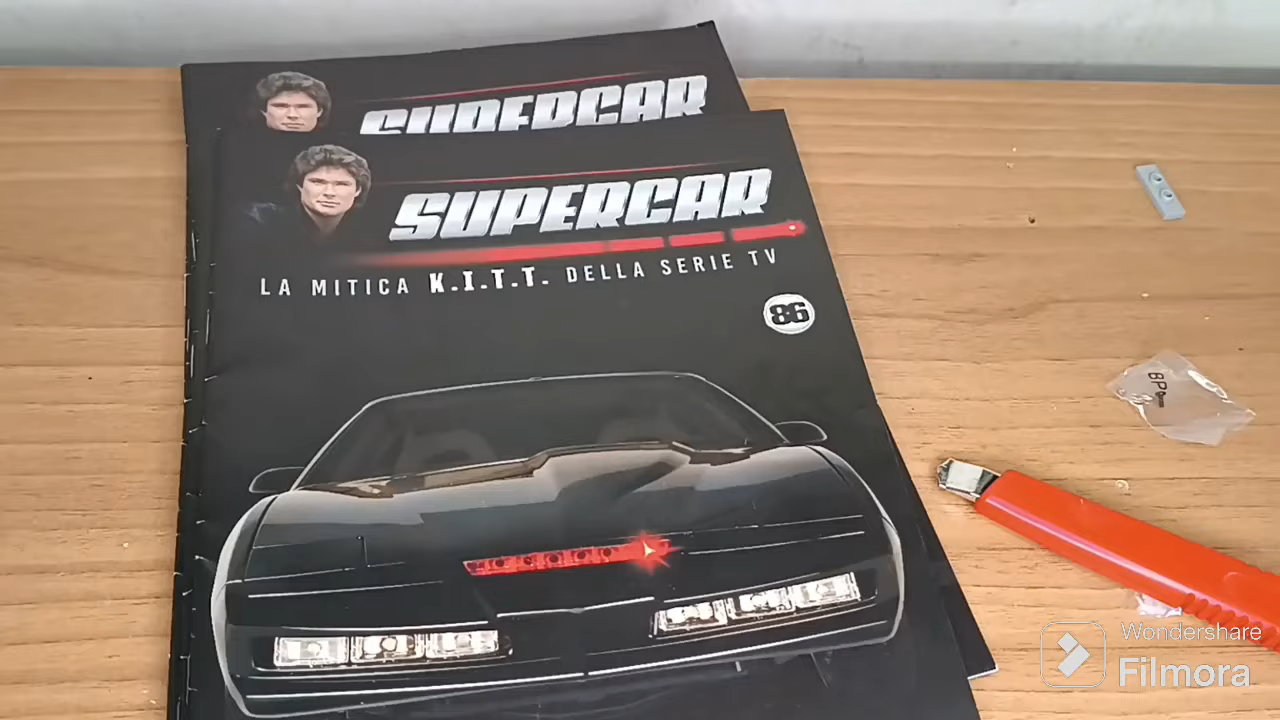 SUPERCAR
SUPERCAR
LA MITICA K.I.T.T. DELLA SERIE TV
86
BP
Wondershare
Filmora